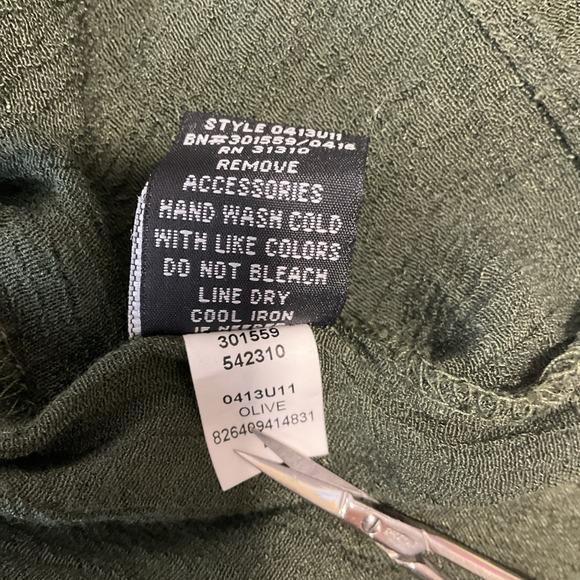 STYLE 0413U11
BN#301559/0416
RN 31310
REMOVE
ACCESSORIES
HAND WASH COLD
WITH LIKE COLORS
DO NOT BLEACH
LINE DRY
COOL IRON
IF
301559
542310
0413U11
OLIVE
826409414831